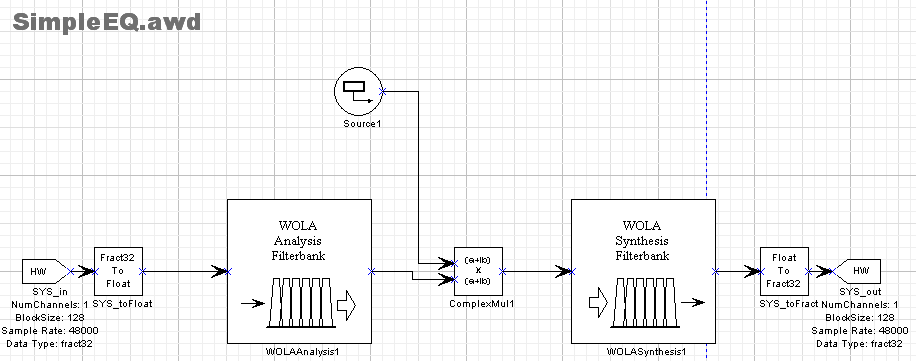 SimpleEQ.awd
Source1
WOLA
Analysis
Filterbank
WOLA
Synthesis
Filterbank
HW
Fract32
To
Float
(a+Ib)
X
(a+Ib)
Float
To
Fract32
HW
SYS_in
SYS_toFloat
ComplexMul1
SYS_toFract
SYS_out
NumChannels: 1
BlockSize: 128
Sample Rate: 48000
Data Type: fract32
WOLAAnalysis1
WOLASynthesis1
NumChannels: 1
BlockSize: 128
Sample Rate: 48000
Data Type: fract32